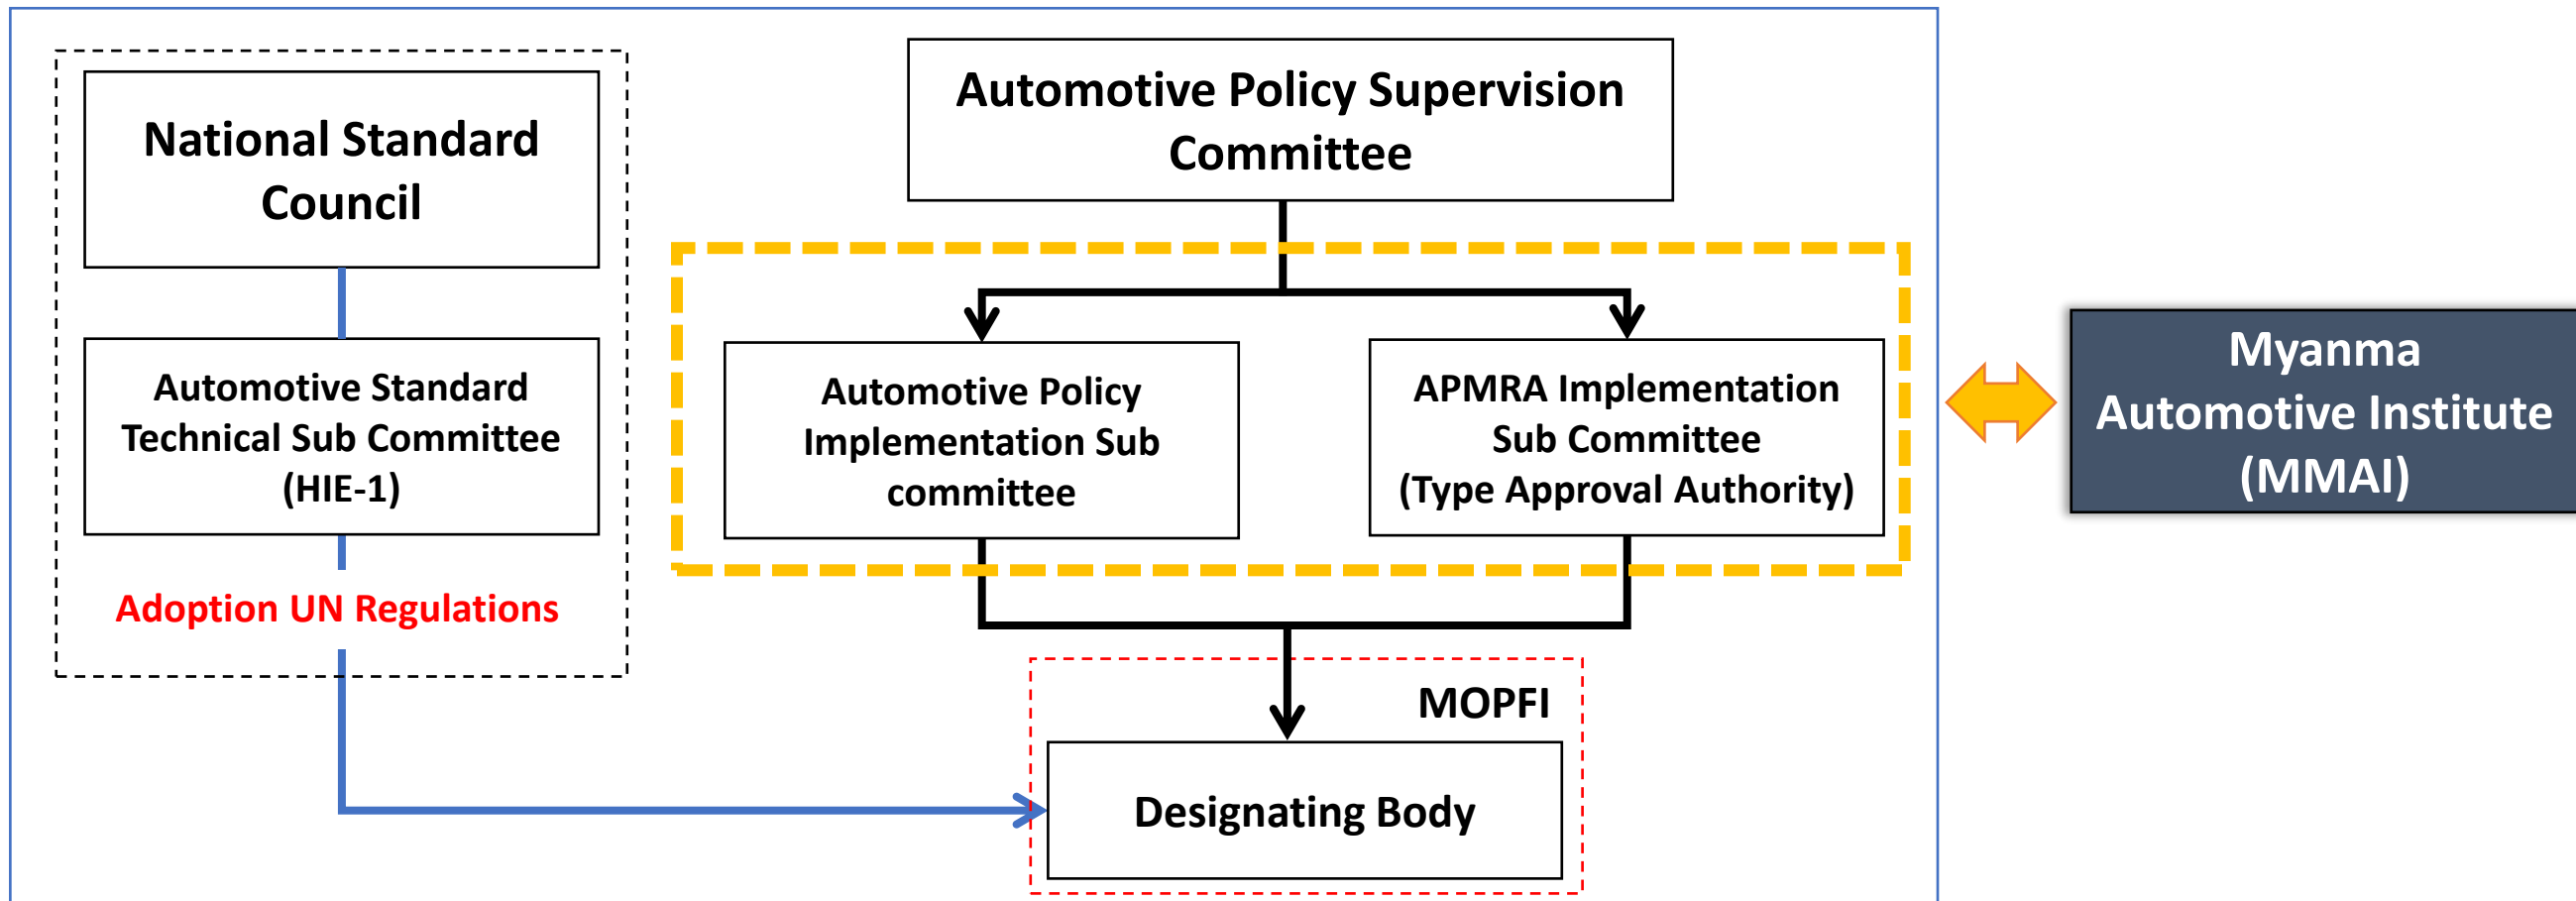 National Standard
Council
Automotive Standard
Technical Sub Committee
(HIE-1)
Adoption UN Regulations
Automotive Policy Supervision
Committee
Automotive Policy
Implementation Sub
committee
APMRA Implementation
Sub Committee
(Type Approval Authority)
MOPFI
Designating Body
Myanma
Automotive Institute
(MMAI)